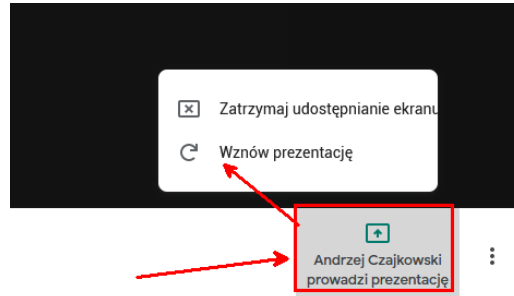 Zatrzymaj udostępnianie ekranu
Wznów prezentację
Andrzej Czajkowski
prowadzi prezentację